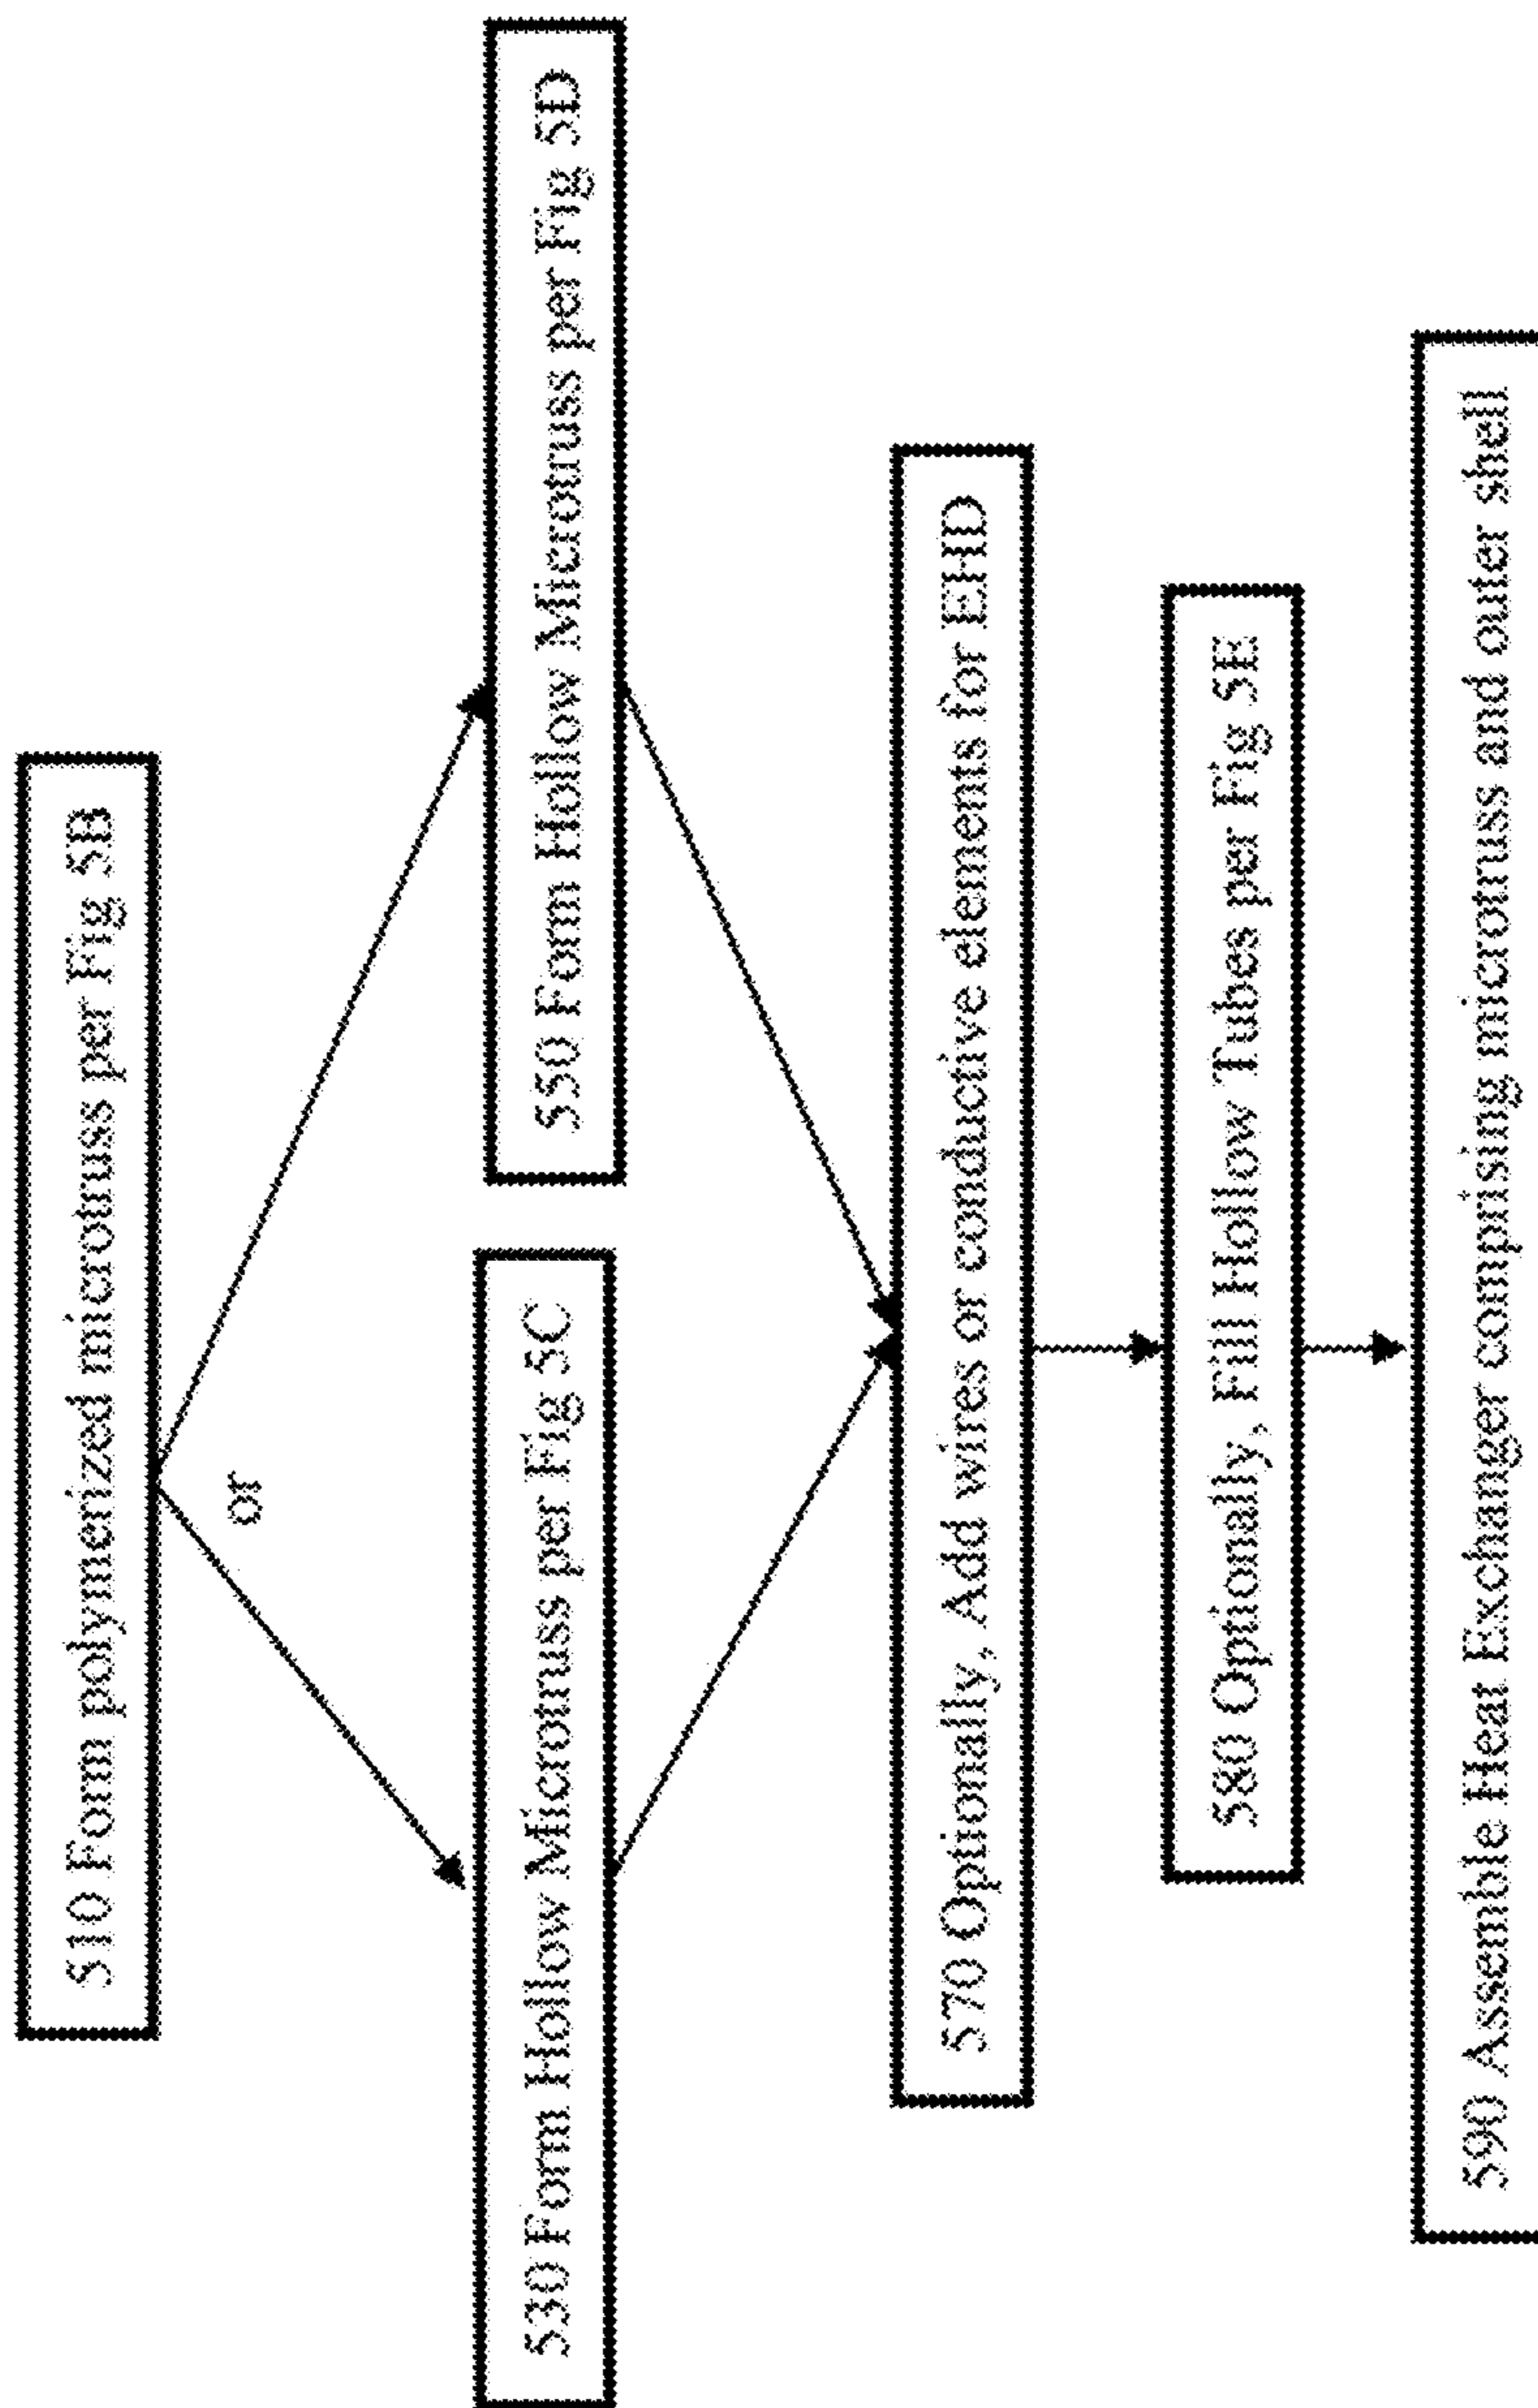 510 Form polymerized microtruss per Fig 5B
or
530 Form Hollow Microtruss per Fig 5C
550 Form Hollow Microtruss per Fig 5D
570 Optionally, Add wires or conductive elements for EHD
580 Optionally, Fill Hollow Tubes per Fig 5E
590 Assemble Heat Exchanger comprising microtruss and outer shell